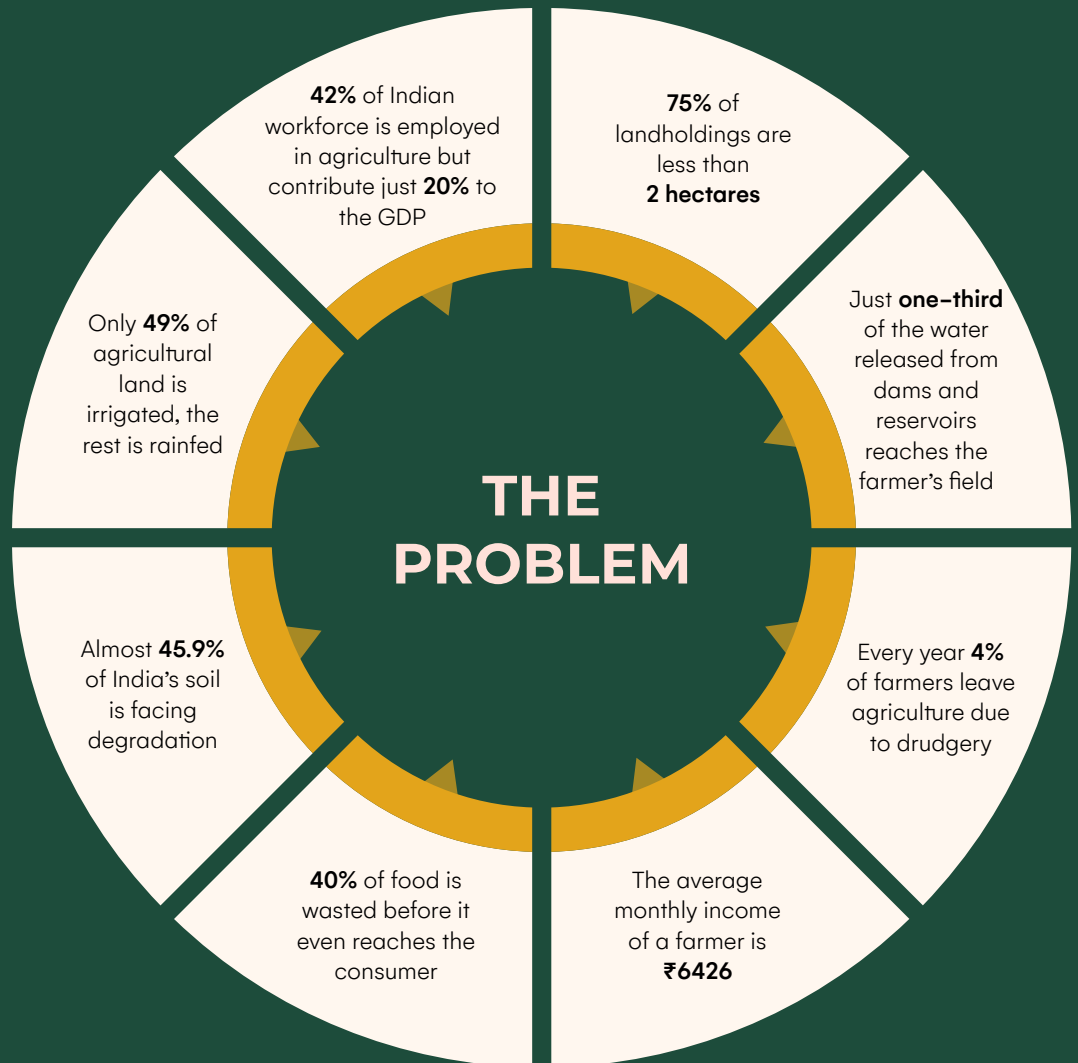 THE
PROBLEM
42% of Indian
workforce is employed
in agriculture but
contribute just 20% to
the GDP
75% of
landholdings are
less than
2 hectares
Just one-third
of the water
released from
dams and
reservoirs
reaches the
farmer’s field
Every year 4%
of farmers leave
agriculture due
to drudgery
The average
monthly income
of a farmer is
₹6426
40% of food is
wasted before it
even reaches the
consumer
Almost 45.9%
of India’s soil
is facing
degradation
Only 49% of
agricultural
land is
irrigated, the
rest is rainfed